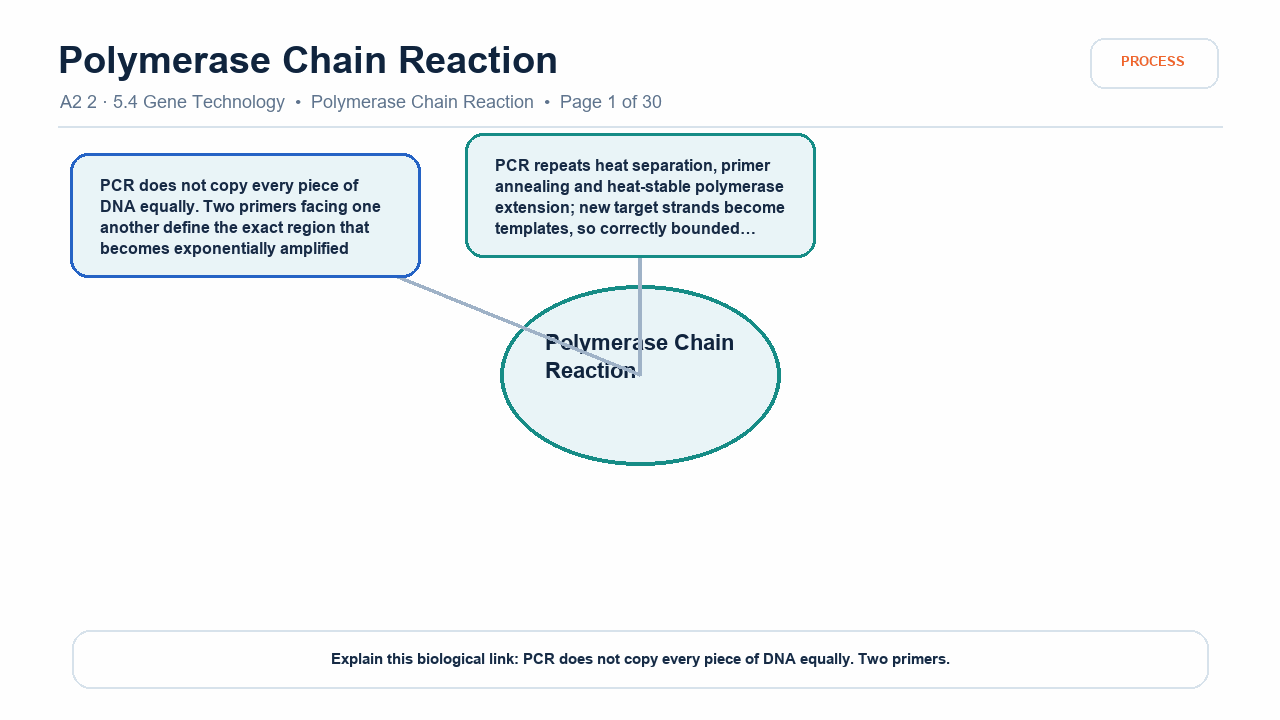 Polymerase Chain Reaction
PROCESS
A2 2 · 5.4 Gene Technology • Polymerase Chain Reaction • Page 1 of 30
PCR does not copy every piece of
DNA equally. Two primers facing one
another define the exact region that
becomes exponentially amplified
PCR repeats heat separation, primer
annealing and heat-stable polymerase
extension; new target strands become
templates, so correctly bounded…
Polymerase Chain
Reaction
Explain this biological link: PCR does not copy every piece of DNA equally. Two primers.